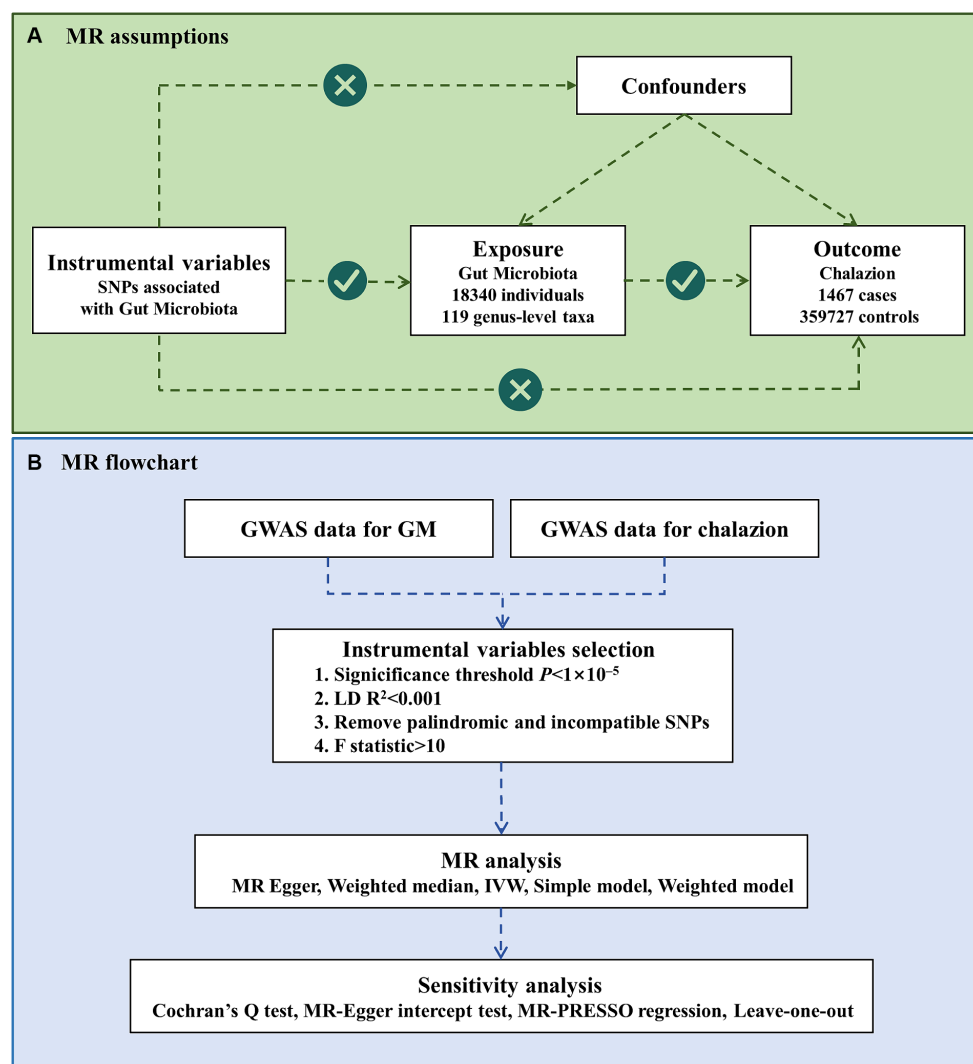 A MR assumptions
Confounders
Instrumental variables
SNPs associated
with Gut Microbiota
Exposure
Gut Microbiota
18340 individuals
119 genus-level taxa
Outcome
Chalazion
1467 cases
359727 controls
B MR flowchart
GWAS data for GM
GWAS data for chalazion
Instrumental variables selection
1. Signicificance threshold P<1×10⁻⁵
2. LD R²<0.001
3. Remove palindromic and incompatible SNPs
4. F statistic>10
MR analysis
MR Egger, Weighted median, IVW, Simple model, Weighted model
Sensitivity analysis
Cochran’s Q test, MR-Egger intercept test, MR-PRESSO regression, Leave-one-out